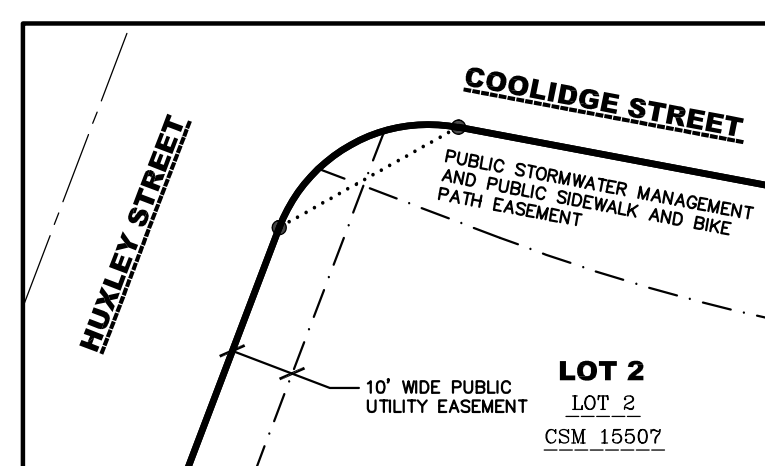 COOLIDGE STREET
HUXLEY STREET
PUBLIC STORMWATER MANAGEMENT
AND PUBLIC SIDEWALK AND BIKE
PATH EASEMENT
10' WIDE PUBLIC
UTILITY EASEMENT
LOT 2
LOT 2
CSM 15507